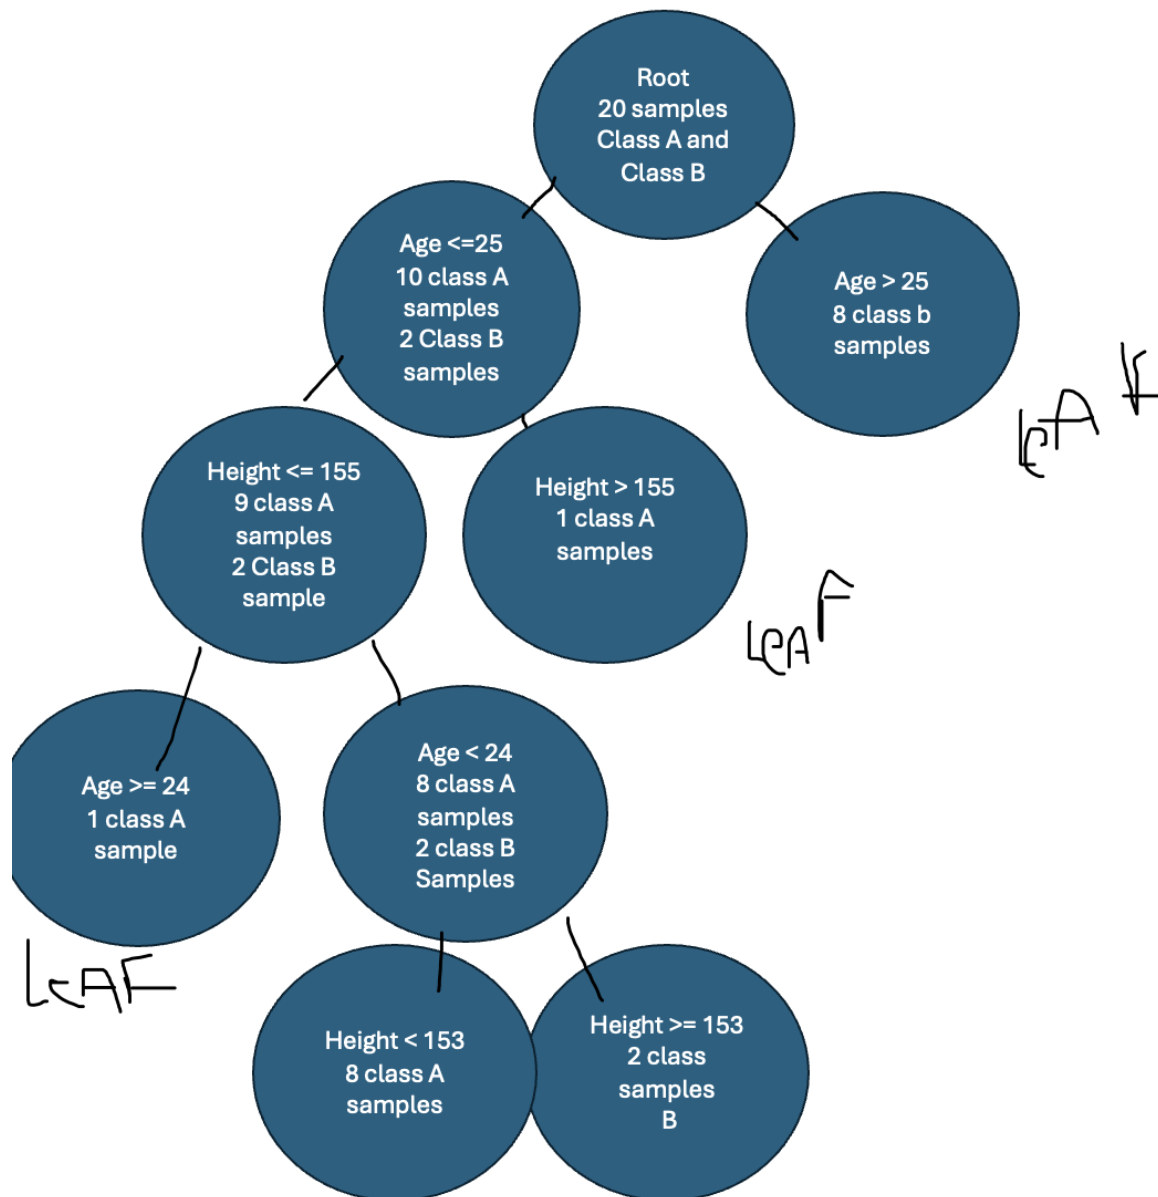 Root
20 samples
Class A and
Class B
Age <=25
10 class A
samples
2 Class B
samples
Age > 25
8 class b
samples
leAF
Height <= 155
9 class A
samples
2 Class B
sample
Height > 155
1 class A
samples
LeAF
Age >= 24
1 class A
sample
LeAF
Age < 24
8 class A
samples
2 class B
Samples
Height < 153
8 class A
samples
Height >= 153
2 class
samples
B